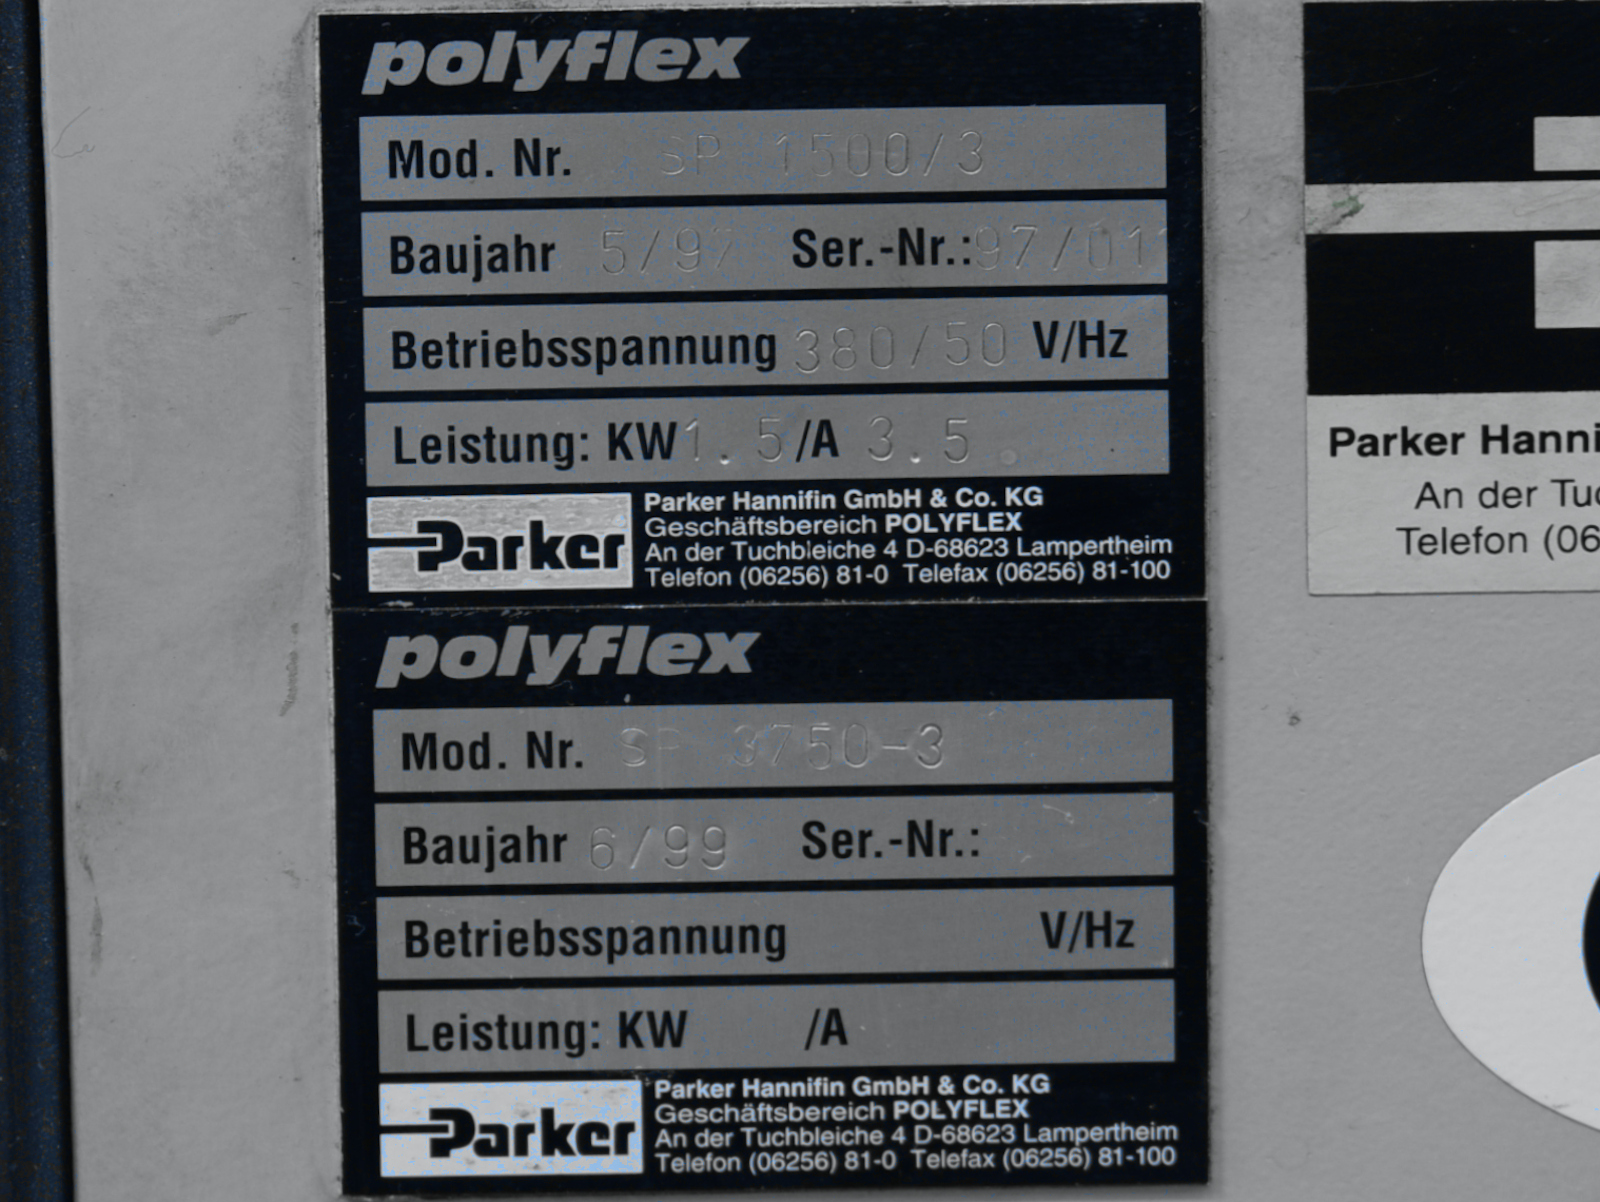 polyflex
Mod. Nr. SP 1500/3
Baujahr 5/97 Ser.-Nr.: 97/011
Betriebsspannung 380/50 V/Hz
Leistung: KW 1.5 /A 3.5
Parker
Parker Hannifin GmbH & Co. KG
Geschäftsbereich POLYFLEX
An der Tuchbleiche 4 D-68623 Lampertheim
Telefon (06256) 81-0 Telefax (06256) 81-100
polyflex
Mod. Nr. SP 3750-3
Baujahr 6/99 Ser.-Nr.:
Betriebsspannung V/Hz
Leistung: KW /A
Parker
Parker Hannifin GmbH & Co. KG
Geschäftsbereich POLYFLEX
An der Tuchbleiche 4 D-68623 Lampertheim
Telefon (06256) 81-0 Telefax (06256) 81-100
Parker Hanni
An der Tuc
Telefon (06